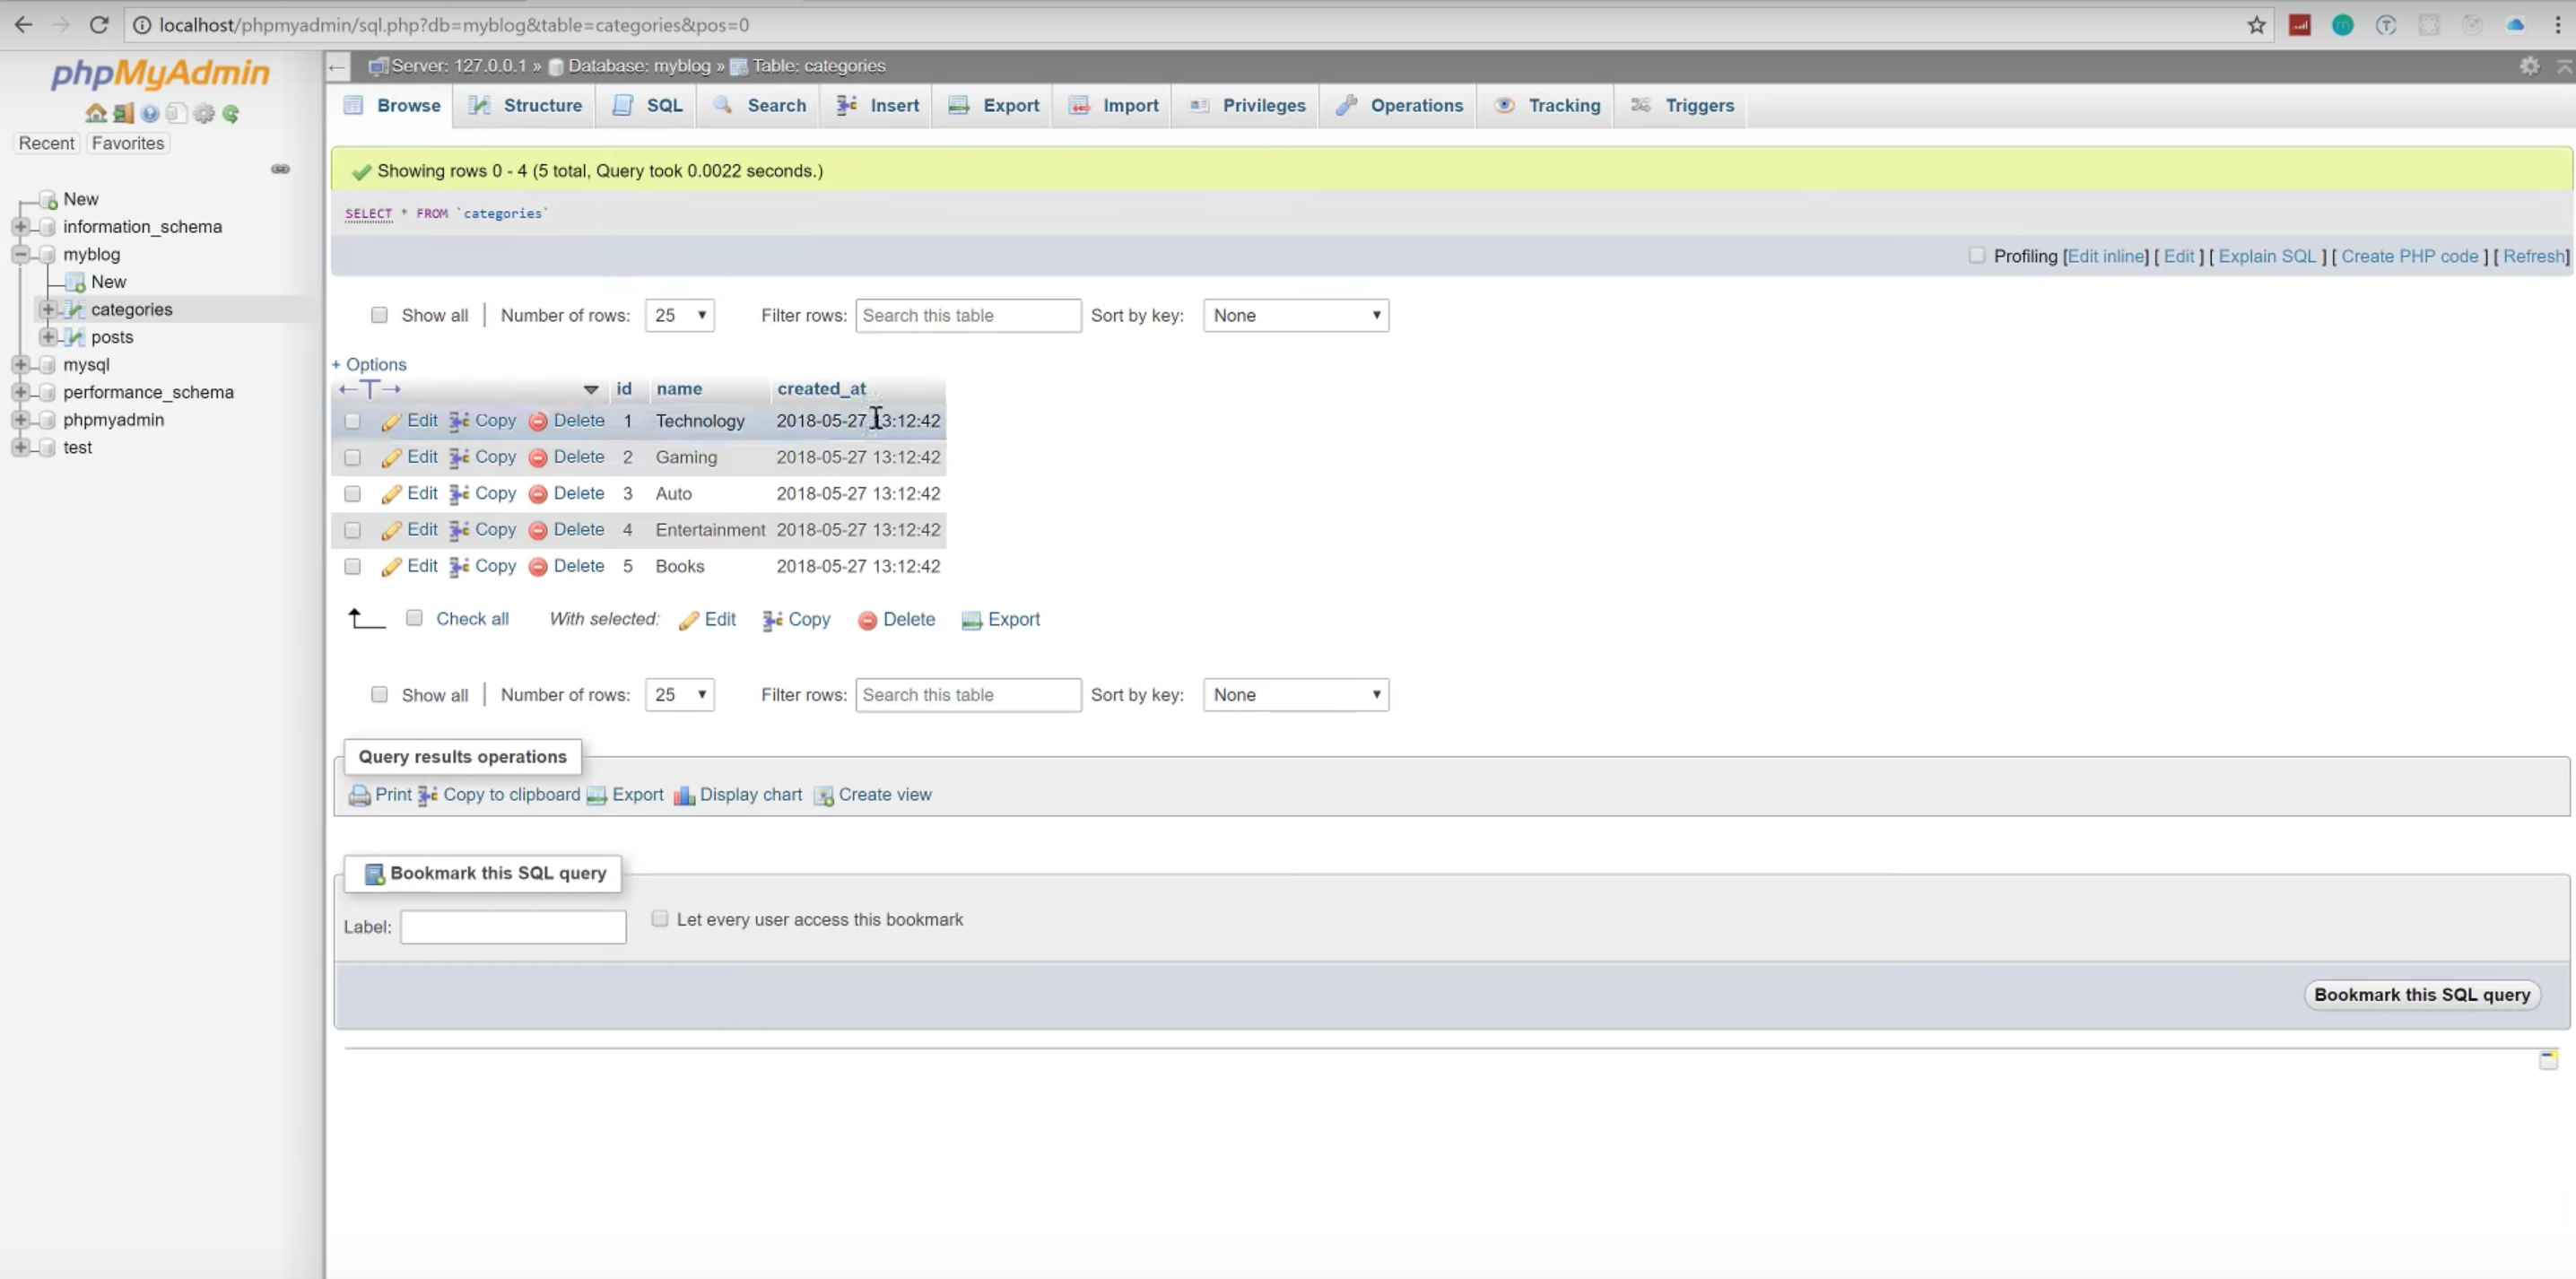 localhost/phpmyadmin/sql.php?db=myblog&table=categories&pos=0
phpMyAdmin
Recent Favorites
New
information_schema
myblog
New
categories
posts
mysql
performance_schema
phpmyadmin
test
Server: 127.0.0.1 » Database: myblog » Table: categories
Browse Structure SQL Search Insert Export Import Privileges Operations Tracking Triggers
Showing rows 0 - 4 (5 total, Query took 0.0022 seconds.)
SELECT * FROM `categories`
Profiling [Edit inline] [ Edit ] [ Explain SQL ] [ Create PHP code ] [ Refresh]
Show all | Number of rows: 25 Filter rows: Search this table Sort by key: None
+ Options
←T→ id name created_at
Edit Copy Delete 1 Technology 2018-05-27 13:12:42
Edit Copy Delete 2 Gaming 2018-05-27 13:12:42
Edit Copy Delete 3 Auto 2018-05-27 13:12:42
Edit Copy Delete 4 Entertainment 2018-05-27 13:12:42
Edit Copy Delete 5 Books 2018-05-27 13:12:42
Check all With selected: Edit Copy Delete Export
Show all | Number of rows: 25 Filter rows: Search this table Sort by key: None
Query results operations
Print Copy to clipboard Export Display chart Create view
Bookmark this SQL query
Label: Let every user access this bookmark
Bookmark this SQL query